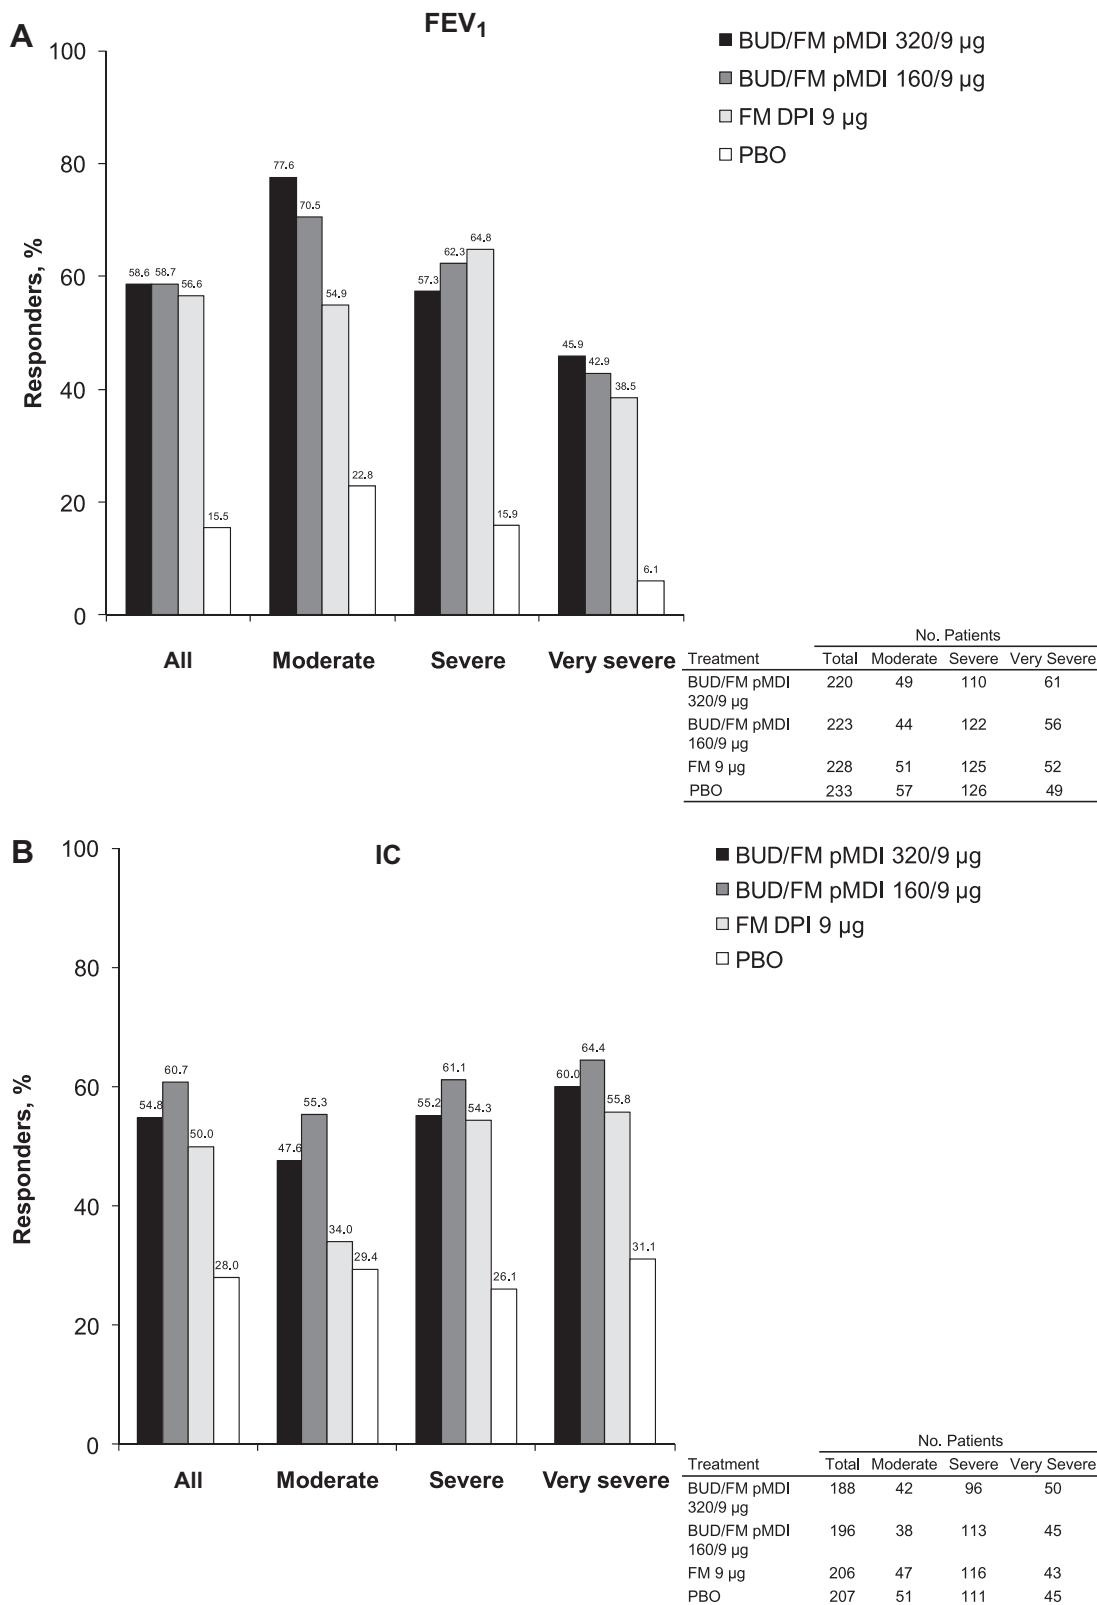 A
FEV1
BUD/FM pMDI 320/9 µg
BUD/FM pMDI 160/9 µg
FM DPI 9 µg
PBO
Responders, %
100
80
60
40
20
0
58.6 58.7 56.6 15.5
77.6 70.5 54.9 22.8
57.3 62.3 64.8 15.9
45.9 42.9 38.5 6.1
All Moderate Severe Very severe
No. Patients
Treatment Total Moderate Severe Very Severe
BUD/FM pMDI 220 49 110 61
320/9 µg
BUD/FM pMDI 223 44 122 56
160/9 µg
FM 9 µg 228 51 125 52
PBO 233 57 126 49
B
IC
BUD/FM pMDI 320/9 µg
BUD/FM pMDI 160/9 µg
FM DPI 9 µg
PBO
Responders, %
100
80
60
40
20
0
54.8 60.7 50.0 28.0
47.6 55.3 34.0 29.4
55.2 61.1 54.3 26.1
60.0 64.4 55.8 31.1
All Moderate Severe Very severe
No. Patients
Treatment Total Moderate Severe Very Severe
BUD/FM pMDI 188 42 96 50
320/9 µg
BUD/FM pMDI 196 38 113 45
160/9 µg
FM 9 µg 206 47 116 43
PBO 207 51 111 45